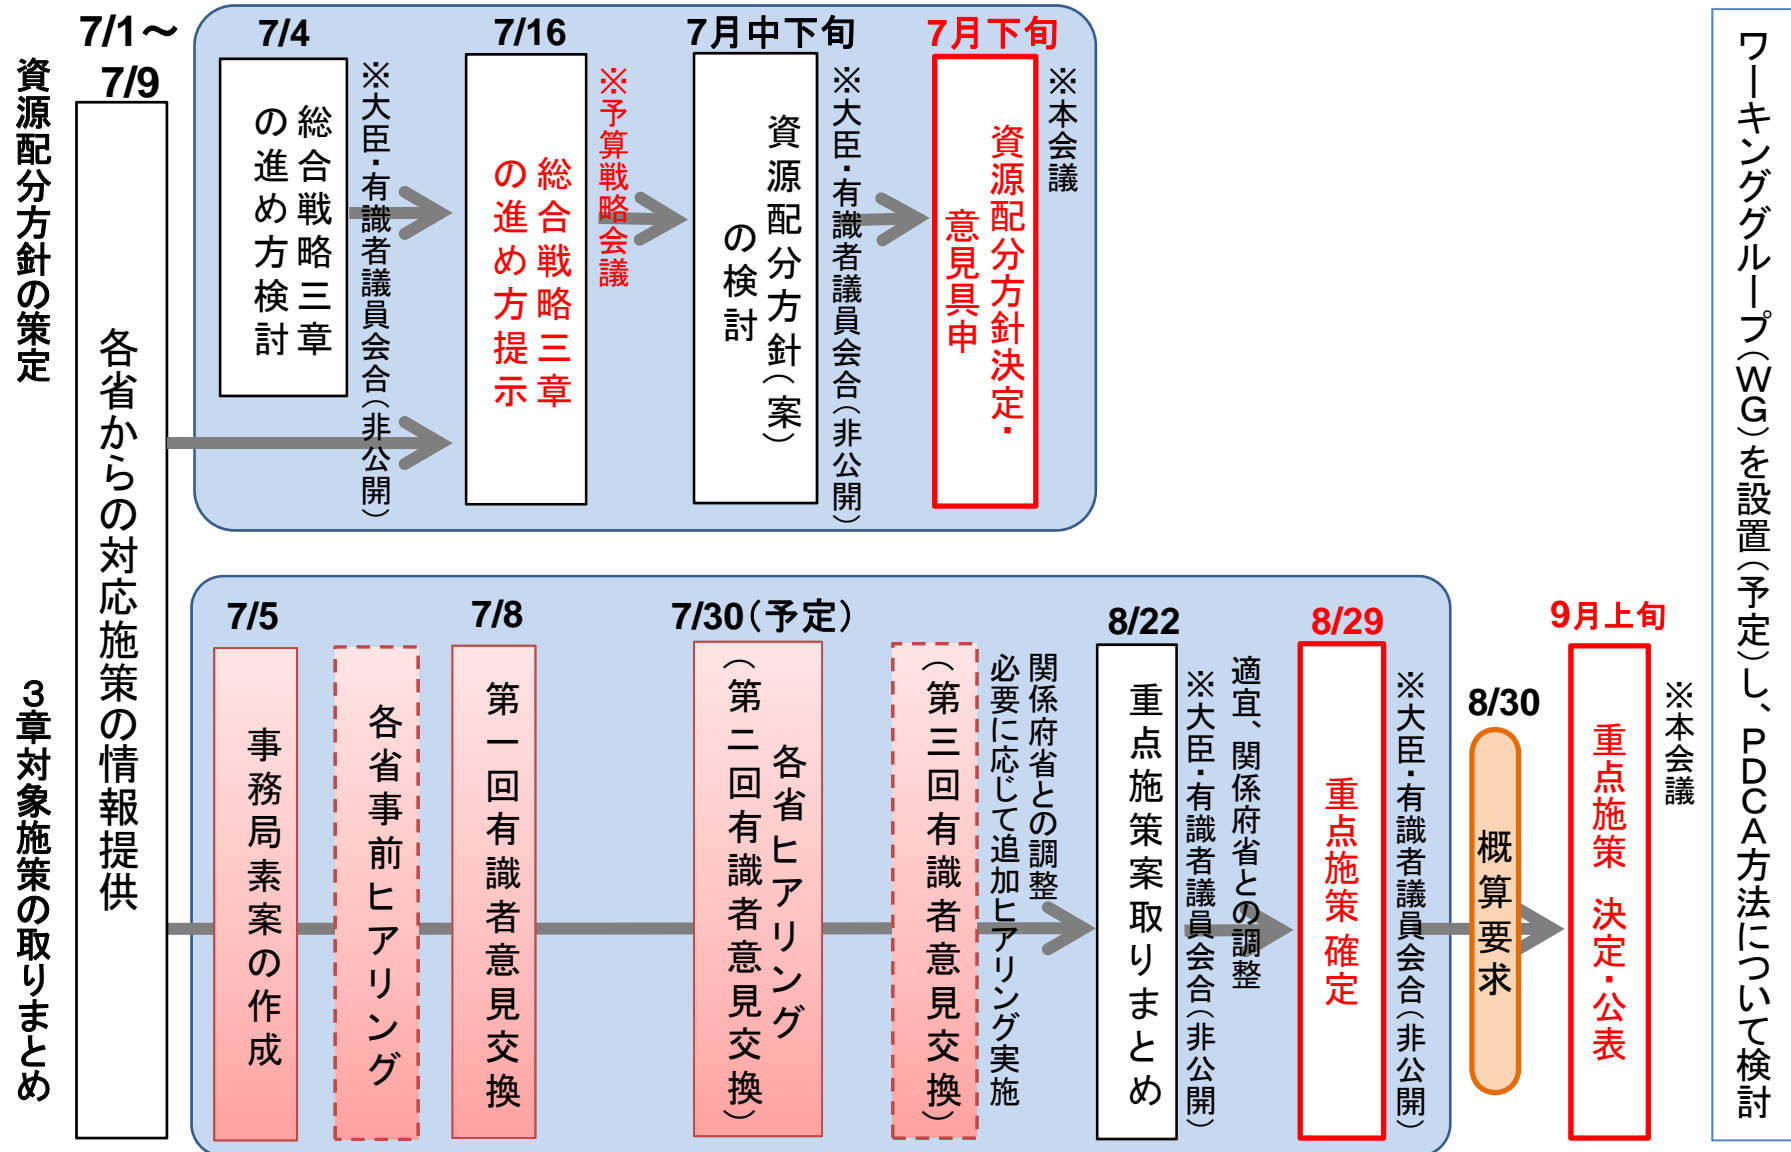 資源配分方針の策定
3章対象施策の取りまとめ
7/1～
7/9
各省からの対応施策の情報提供
7/4
総合戦略三章
の進め方検討
※大臣・有識者議員会合（非公開）
7/16
総合戦略三章
の進め方提示
※予算戦略会議
7月中下旬
資源配分方針（案）
の検討
※大臣・有識者議員会合（非公開）
7月下旬
資源配分方針決定・
意見具申
※本会議
7/5
事務局素案の作成
各省事前ヒアリング
7/8
第一回有識者意見交換
7/30（予定）
各省ヒアリング
（第二回有識者意見交換）
（第三回有識者意見交換）
関係府省との調整
必要に応じて追加ヒアリング実施
8/22
重点施策案取りまとめ
※大臣・有識者議員会合（非公開）
適宜、関係府省との調整
8/29
重点施策確定
※大臣・有識者議員会合（非公開）
8/30
概算要求
9月上旬
重点施策 決定・公表
※本会議
ワーキンググループ（ＷＧ）を設置（予定）し、ＰＤＣＡ方法について検討